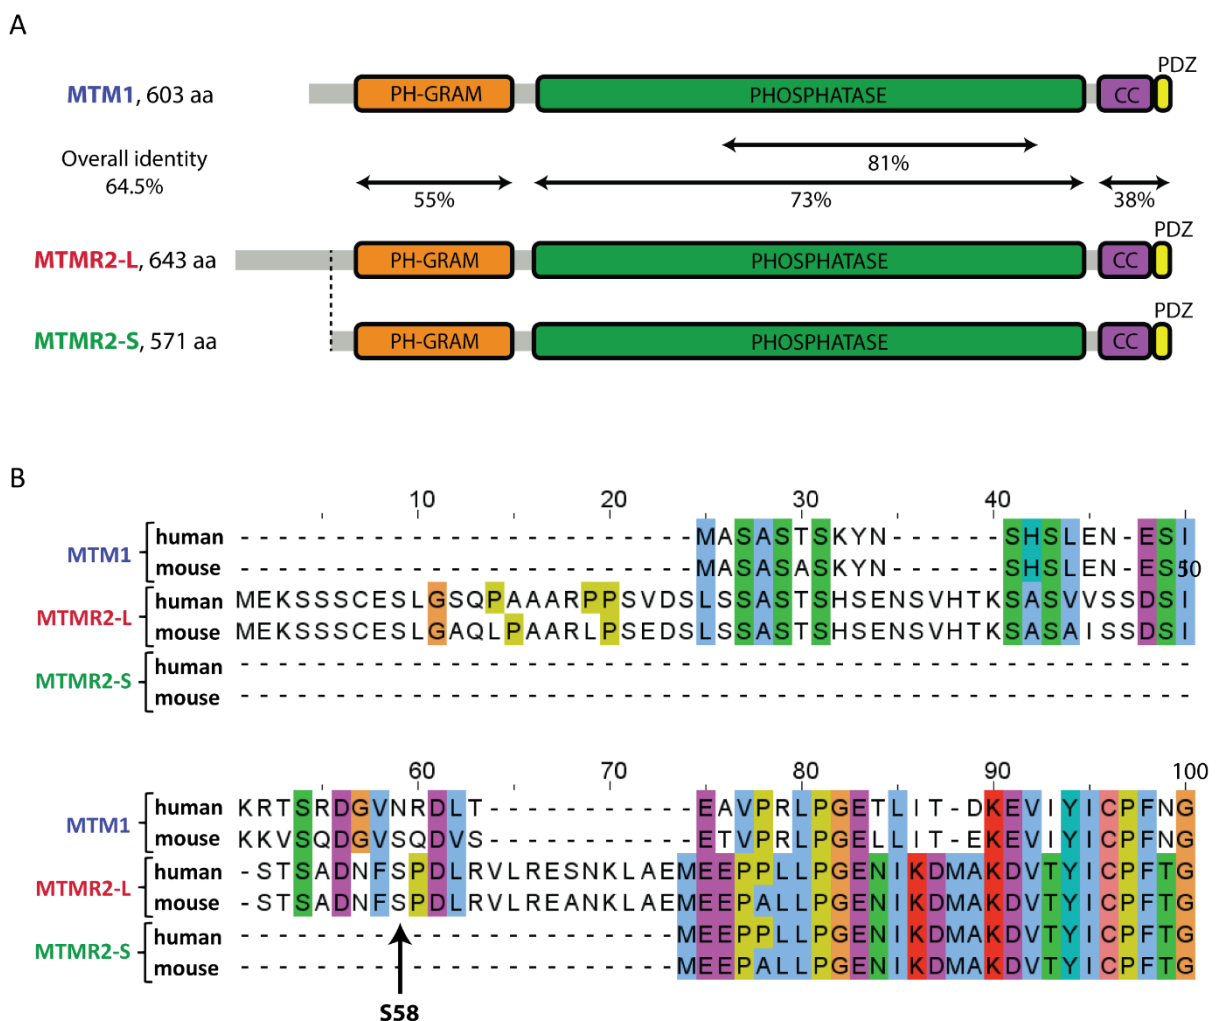 A
PDZ
MTM1, 603 aa
PH-GRAM
PHOSPHATASE
CC
Overall identity
64.5%
81%
55%
73%
38%
PDZ
MTMR2-L, 643 aa
PH-GRAM
PHOSPHATASE
CC
PDZ
MTMR2-S, 571 aa
PH-GRAM
PHOSPHATASE
CC
B
10 20 30 40
MTM1
human ------------------------MASASTSKYN------SHSLEN-ESI
mouse ------------------------MASASASKYN------SHSLEN-ESI
50
MTMR2-L
human MEKSSSCESLGSQPAAARPPSVDSLSSASTSHSENSVHTKSASVVSSDSI
mouse MEKSSSCESLGAQLPAARLPSEDSLSSASTSHSENSVHTKSASAISSDSI
MTMR2-S
human --------------------------------------------------
mouse --------------------------------------------------
60 70 80 90 100
MTM1
human KRTSRDGVNRDLT-----------EAVPRLPGETLIT-DKEVIYICPFNG
mouse KKVSQDGVSQDVS-----------ETVPRLPGELLIT-EKEVIYICPFNG
MTMR2-L
human -STSADNFSPDLRVLRESNKLAEMEEPPLLPGENIKDMAKDVTYICPFTG
mouse -STSADNFSPDLRVLREANKLAEMEEPALLPGENIKDMAKDVTYICPFTG
MTMR2-S
human -----------------------MEEPPLLPGENIKDMAKDVTYICPFTG
mouse -----------------------MEEPALLPGENIKDMAKDVTYICPFTG
S58